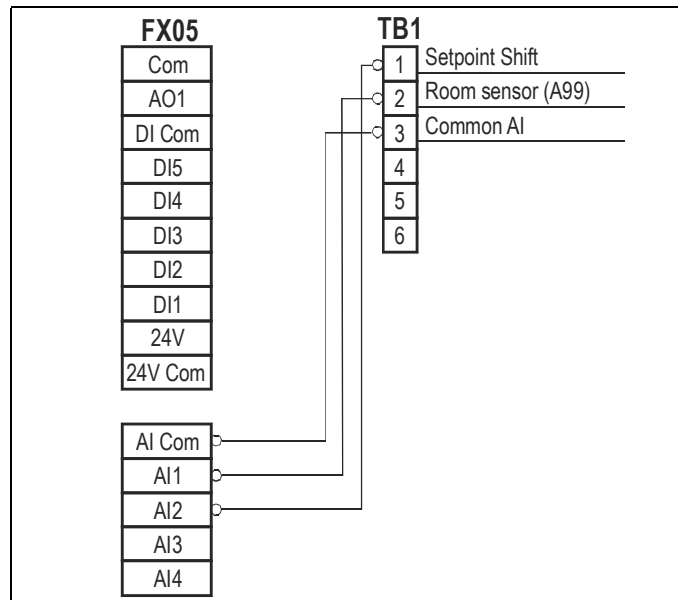 FX05
Com
AO1
DI Com
DI5
DI4
DI3
DI2
DI1
24V
24V Com
AI Com
AI1
AI2
AI3
AI4
TB1
1 Setpoint Shift
2 Room sensor (A99)
3 Common AI
4
5
6